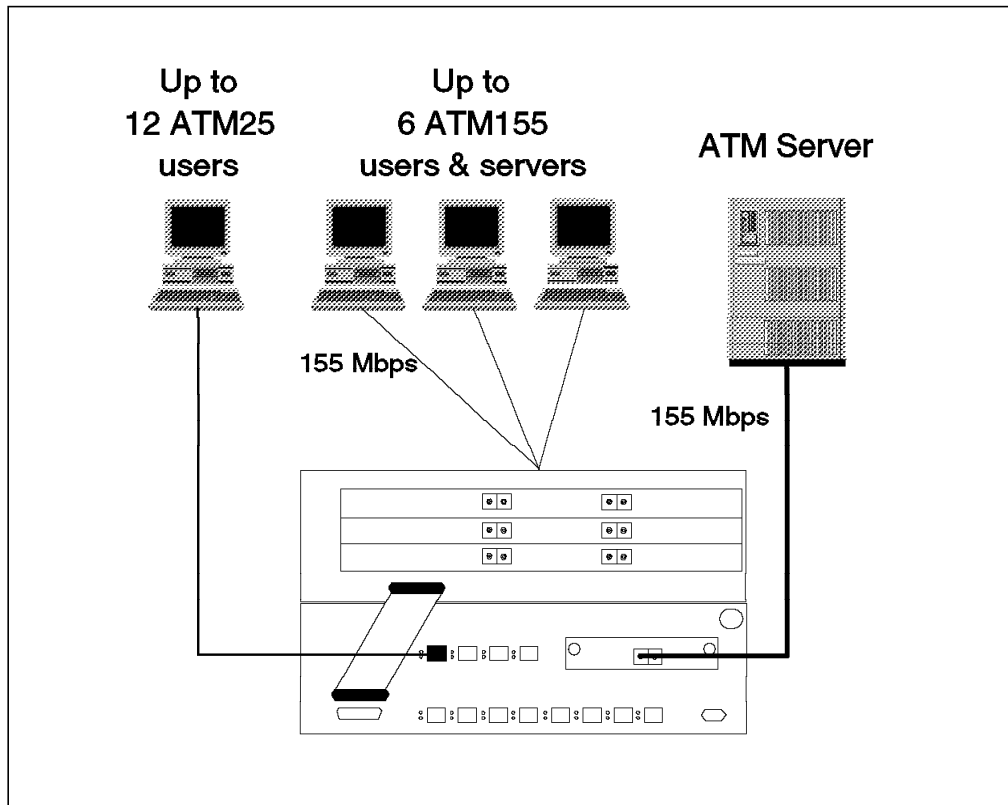 Up to
12 ATM25
users
Up to
6 ATM155
users & servers
ATM Server
155 Mbps
155 Mbps